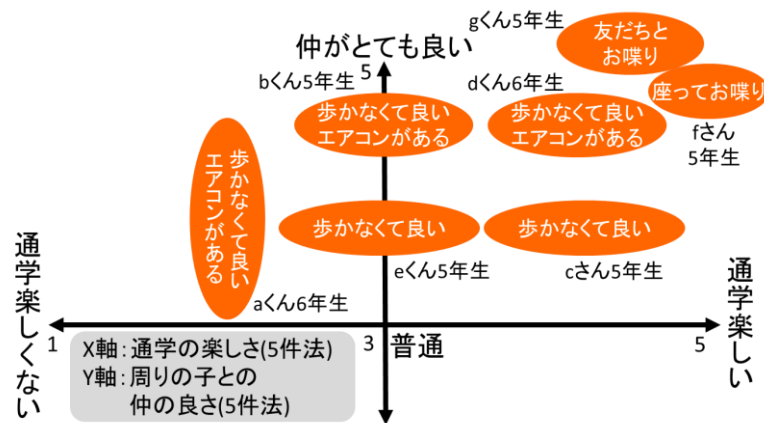 gくん5年生
友だちと
お喋り
仲がとても良い
5
bくん5年生
歩かなくて良い
エアコンがある
dくん6年生
歩かなくて良い
エアコンがある
座ってお喋り
fさん
5年生
歩かなくて良い
エアコンがある
aくん6年生
歩かなくて良い
eくん5年生
歩かなくて良い
cさん5年生
通学楽しくない
通学楽しい
1
3
普通
5
X軸:通学の楽しさ(5件法)
Y軸:周りの子との
仲の良さ(5件法)